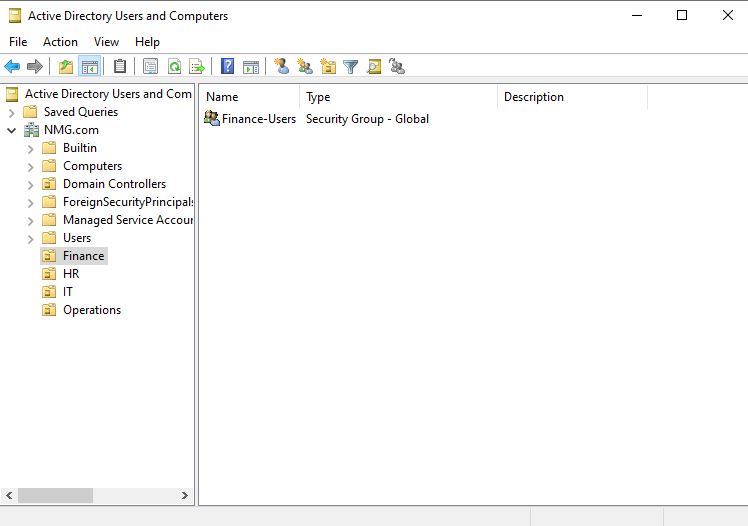 Active Directory Users and Computers
File Action View Help
Active Directory Users and Com
Saved Queries
NMG.com
Builtin
Computers
Domain Controllers
ForeignSecurityPrincipals
Managed Service Accour
Users
Finance
HR
IT
Operations
Name Type Description
Finance-Users Security Group - Global